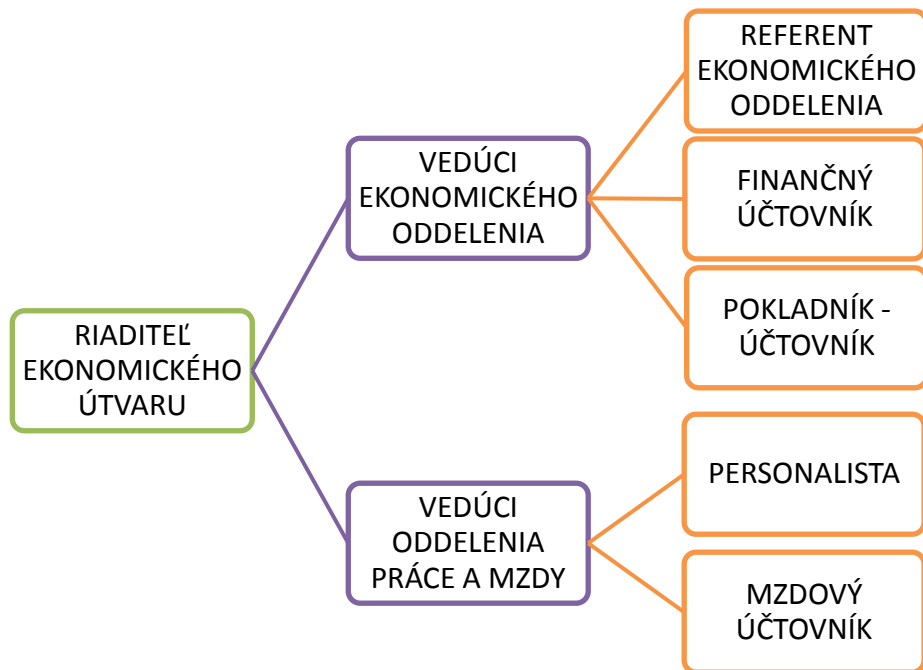 RIADITEĽ
EKONOMICKÉHO
ÚTVARU
VEDÚCI
EKONOMICKÉHO
ODDELENIA
REFERENT
EKONOMICKÉHO
ODDELENIA
FINANČNÝ
ÚČTOVNÍK
POKLADNÍK -
ÚČTOVNÍK
VEDÚCI
ODDELENIA
PRÁCE A MZDY
PERSONALISTA
MZDOVÝ
ÚČTOVNÍK